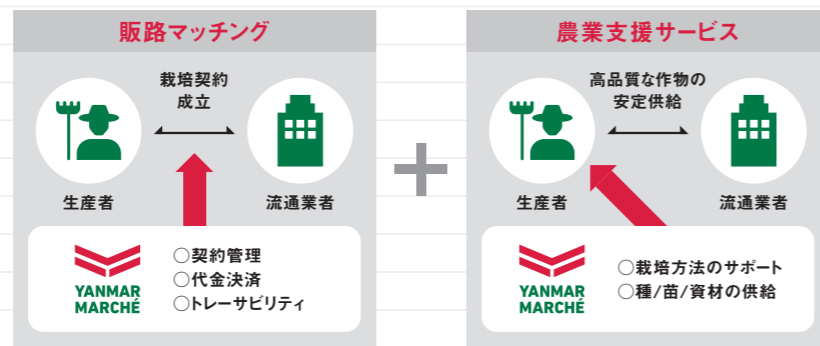 販路マッチング
栽培契約
成立
生産者
流通業者
YANMAR
MARCHÉ
○契約管理
○代金決済
○トレーサビリティ
+
農業支援サービス
高品質な作物の
安定供給
生産者
流通業者
YANMAR
MARCHÉ
○栽培方法のサポート
○種/苗/資材の供給